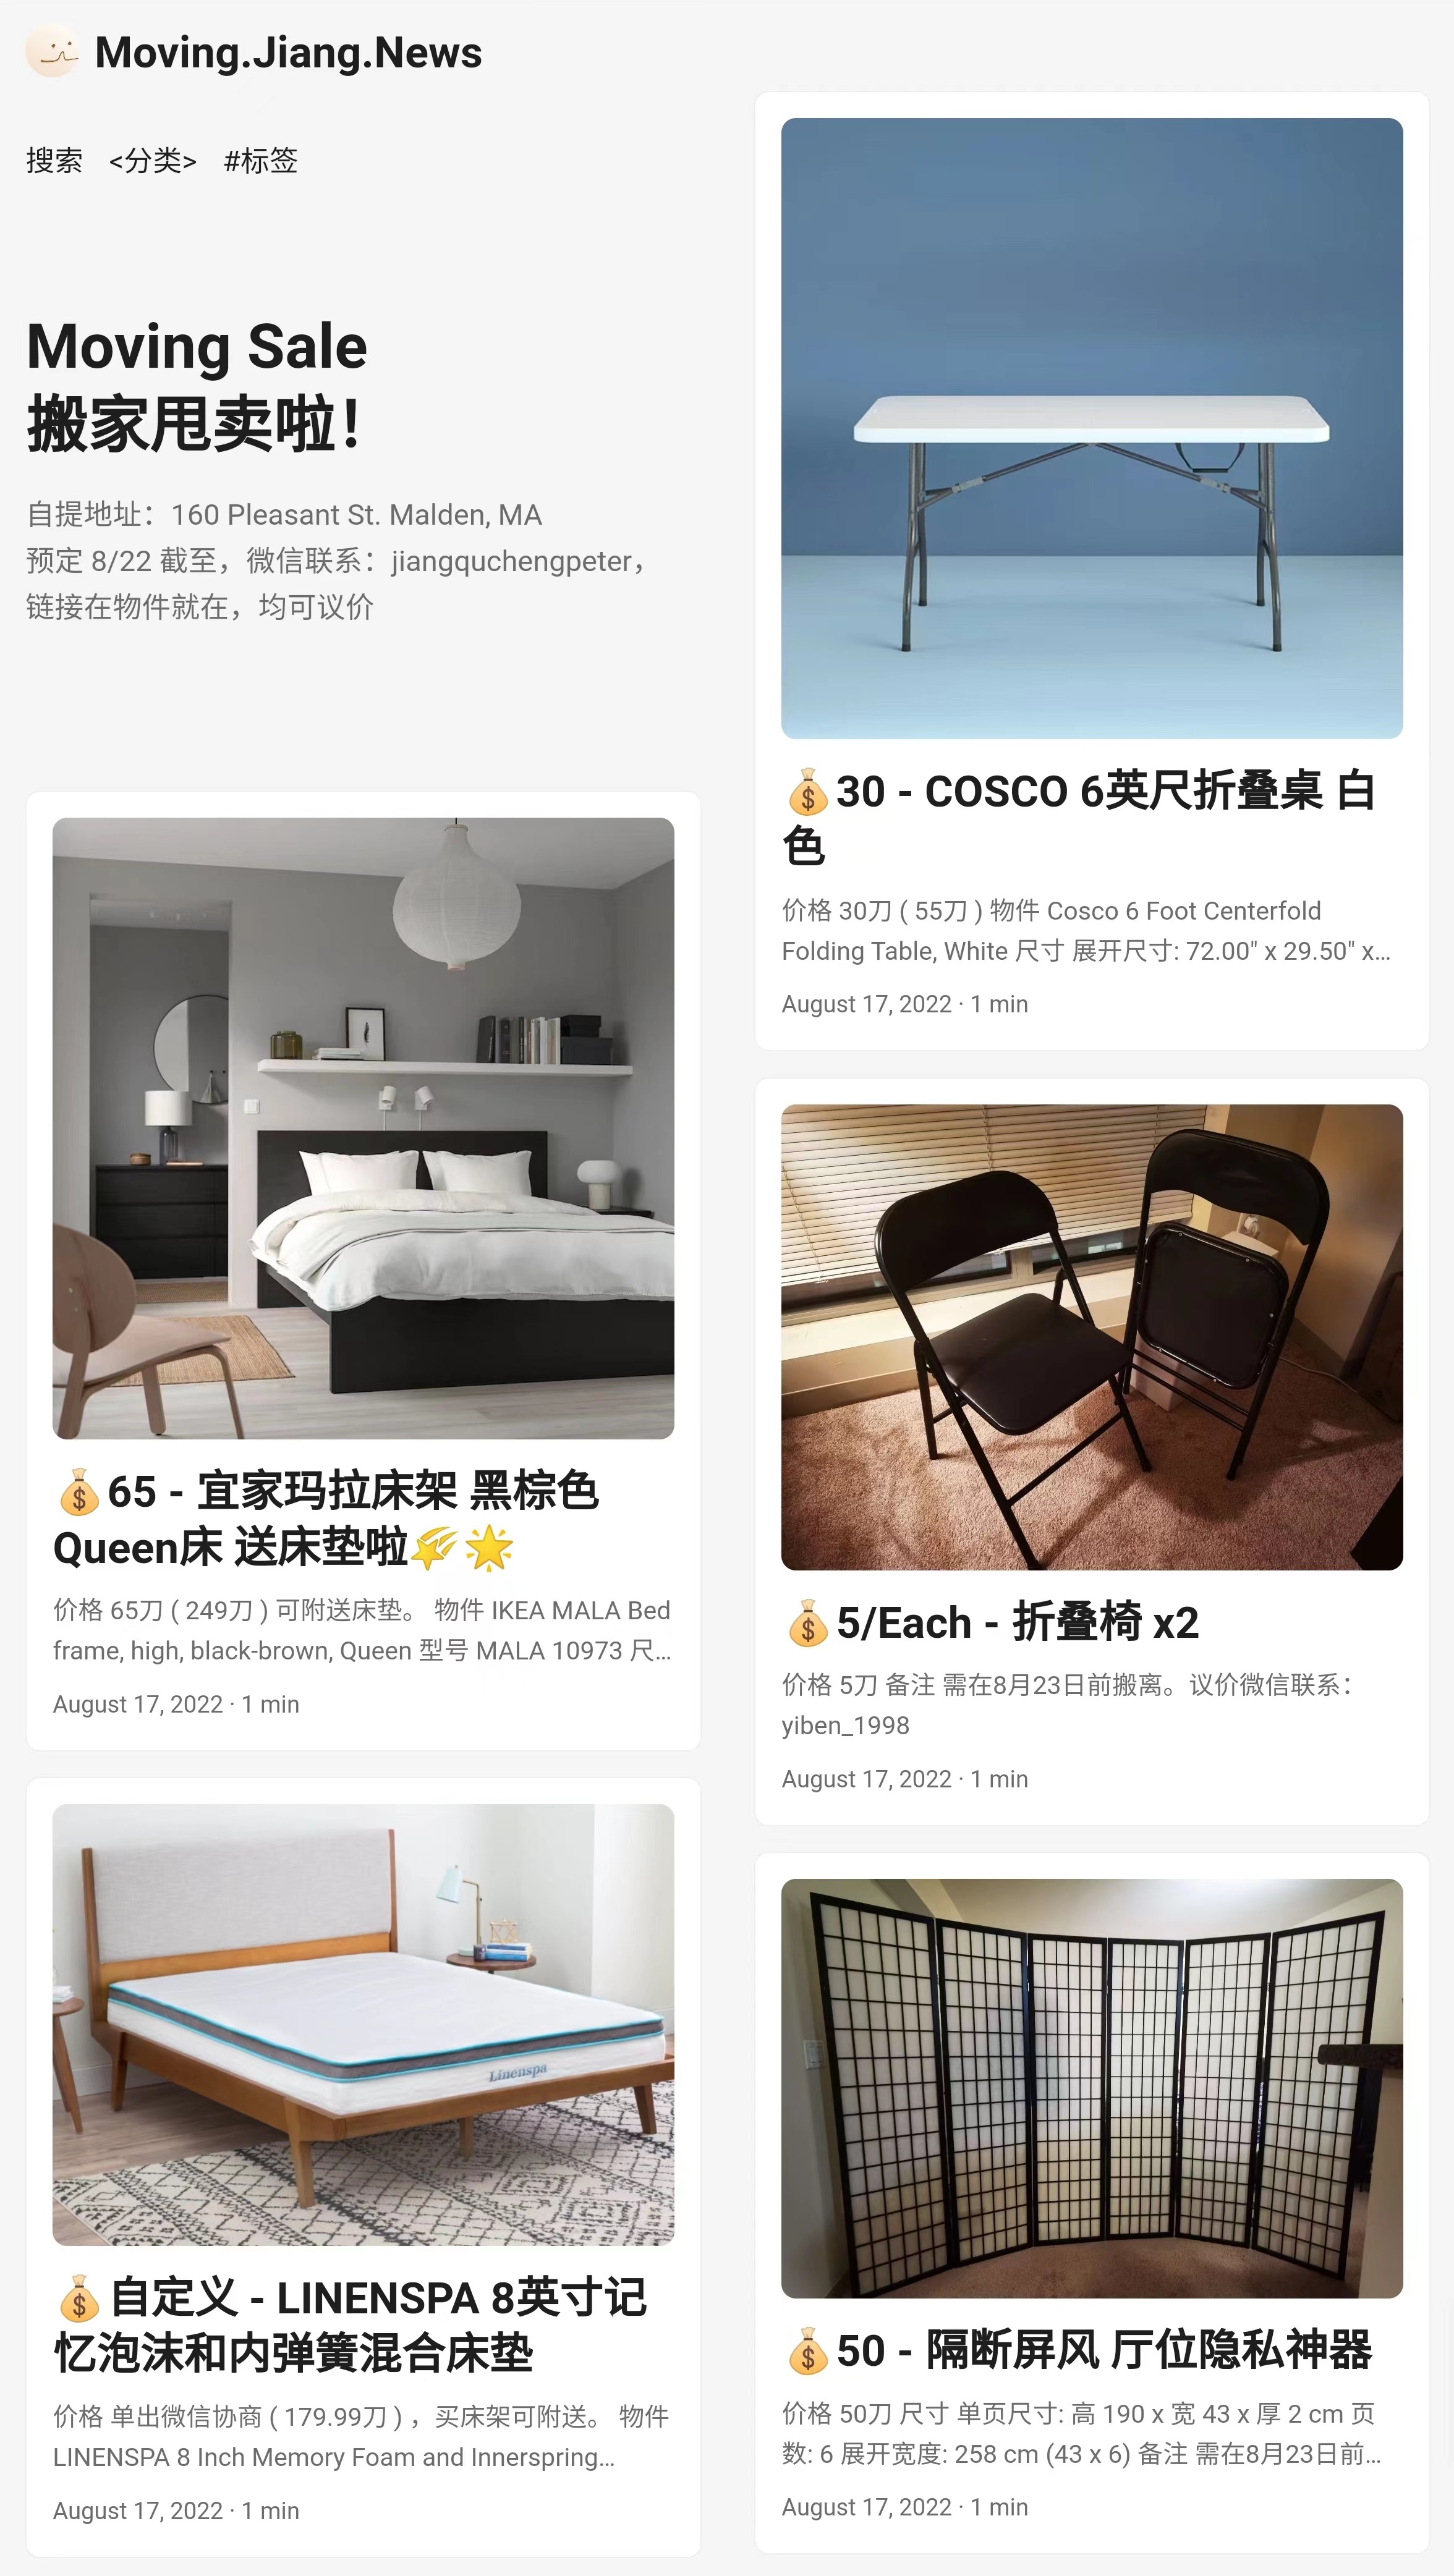 Moving.Jiang.News
搜索 <分类> #标签
Moving Sale
搬家甩卖啦！
自提地址：160 Pleasant St. Malden, MA
预定 8/22 截至，微信联系：jiangquchengpeter，
链接在物件就在，均可议价
💰65 - 宜家玛拉床架 黑棕色
Queen床 送床垫啦🌠🌟
价格 65刀 ( 249刀 ) 可附送床垫。 物件 IKEA MALA Bed
frame, high, black-brown, Queen 型号 MALA 10973 尺...
August 17, 2022 · 1 min
Linenspa
💰自定义 - LINENSPA 8英寸记
忆泡沫和内弹簧混合床垫
价格 单出微信协商 ( 179.99刀 ) ，买床架可附送。 物件
LINENSPA 8 Inch Memory Foam and Innerspring...
August 17, 2022 · 1 min
💰30 - COSCO 6英尺折叠桌 白
色
价格 30刀 ( 55刀 ) 物件 Cosco 6 Foot Centerfold
Folding Table, White 尺寸 展开尺寸: 72.00" x 29.50" x...
August 17, 2022 · 1 min
💰5/Each - 折叠椅 x2
价格 5刀 备注 需在8月23日前搬离。议价微信联系：
yiben_1998
August 17, 2022 · 1 min
💰50 - 隔断屏风 厅位隐私神器
价格 50刀 尺寸 单页尺寸: 高 190 x 宽 43 x 厚 2 cm 页
数: 6 展开宽度: 258 cm (43 x 6) 备注 需在8月23日前...
August 17, 2022 · 1 min